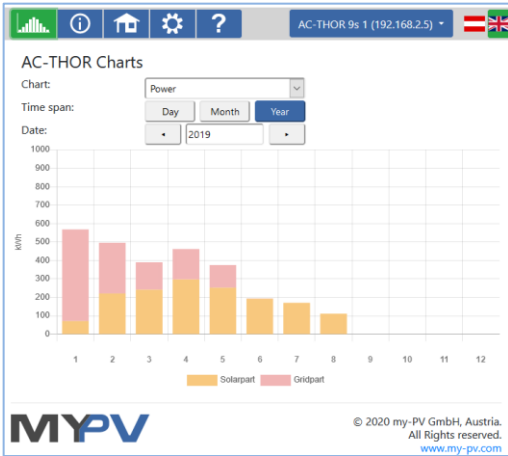 ?
AC-THOR 9s 1 (192.168.2.5)
AC-THOR Charts
Chart:
Power
Time span:
Day Month Year
Date:
2019
1000
900
800
700
600
500
400
300
200
100
0
kWh
1 2 3 4 5 6 7 8 9 10 11 12
Solarpart Gridpart
MYPV
© 2020 my-PV GmbH, Austria.
All Rights reserved.
www.my-pv.com